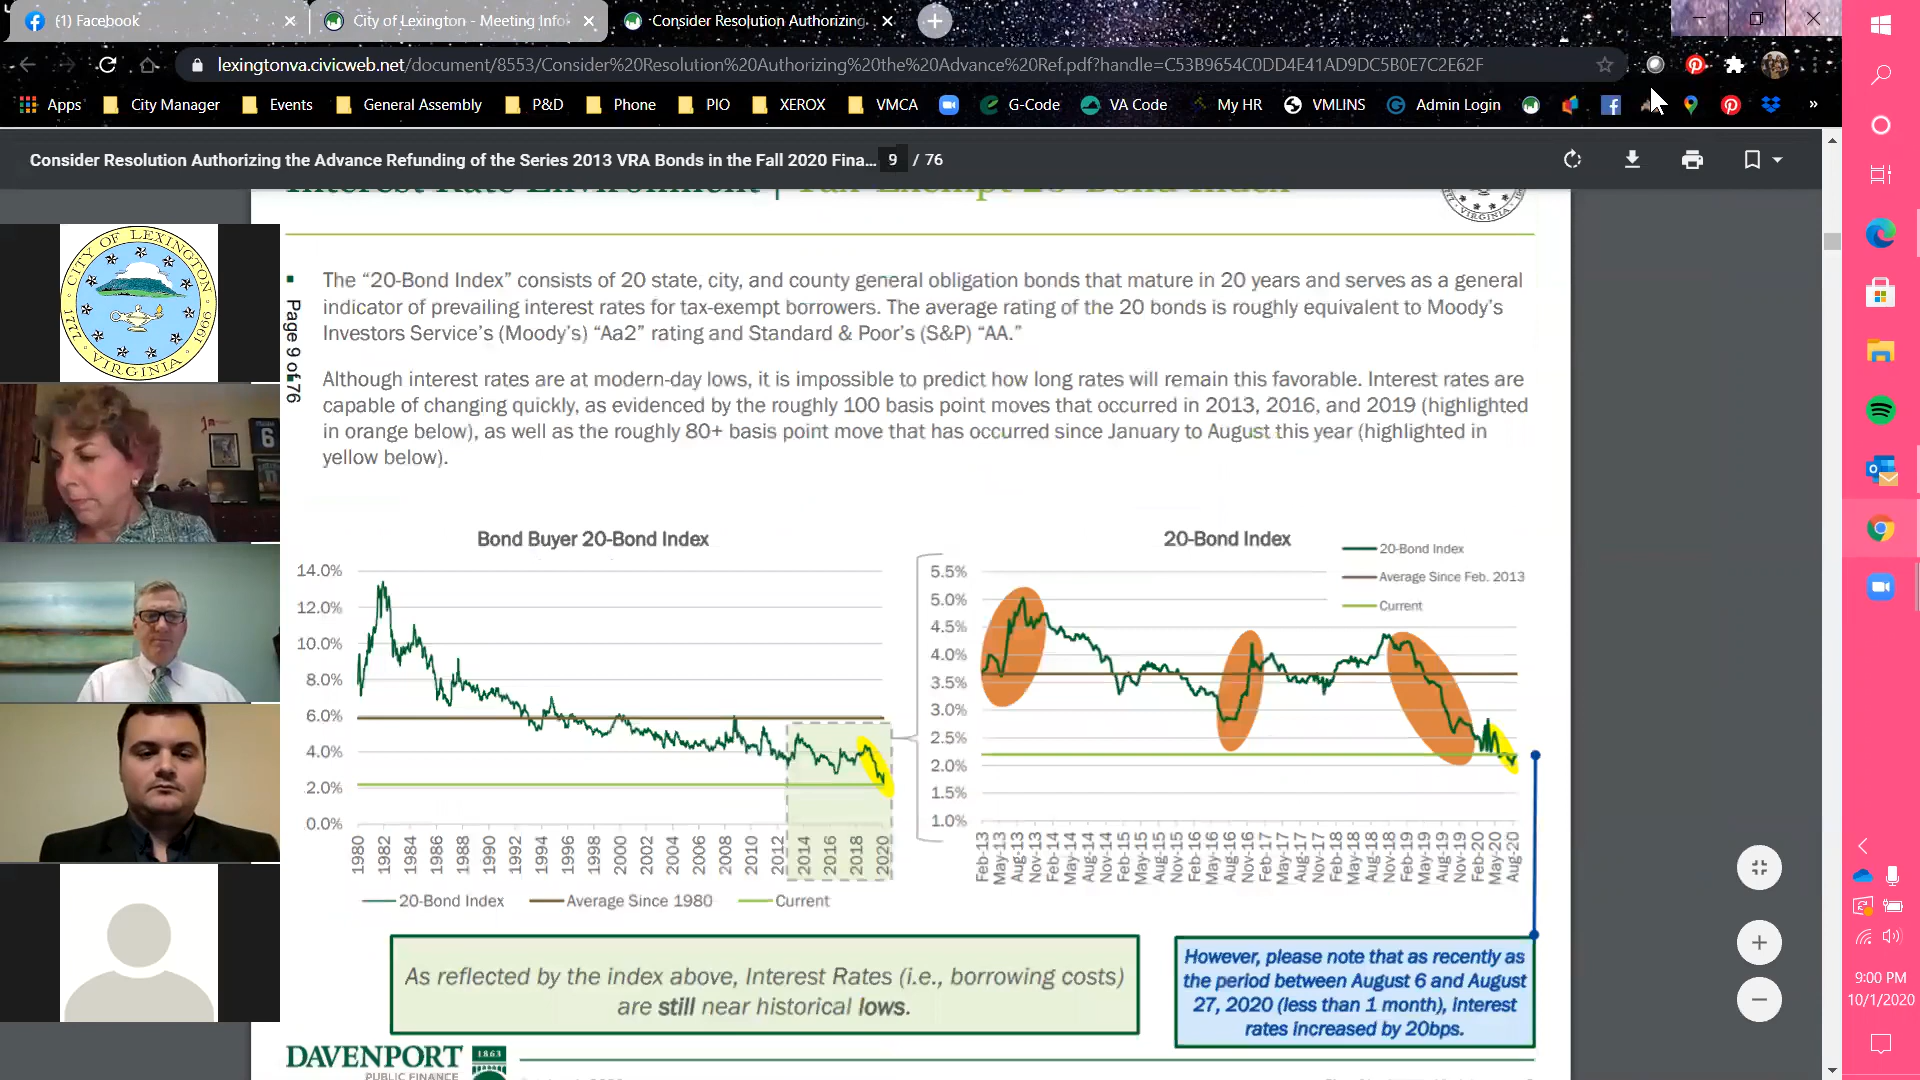 (1) Facebook
City of Lexington - Meeting Info
Consider Resolution Authorizing
lexingtonva.civicweb.net/document/8553/Consider%20Resolution%20Authorizing%20the%20Advance%20Ref.pdf?handle=C53B9654C0DD4E41AD9DC5B0E7C2E62F
Apps
City Manager
Events
General Assembly
P&D
Phone
PIO
XEROX
VMCA
G-Code
VA Code
My HR
VMLINS
Admin Login
»
Consider Resolution Authorizing the Advance Refunding of the Series 2013 VRA Bonds in the Fall 2020 Fina... 9 / 76
Interest Rate Environment | Tax-Exempt 20-Bond Index
VIRGINIA
CITY OF LEXINGTON
1777
1966
VIRGINIA
Page 9 of 76
The “20-Bond Index” consists of 20 state, city, and county general obligation bonds that mature in 20 years and serves as a general
indicator of prevailing interest rates for tax-exempt borrowers. The average rating of the 20 bonds is roughly equivalent to Moody’s
Investors Service’s (Moody’s) “Aa2” rating and Standard & Poor’s (S&P) “AA.”
Although interest rates are at modern-day lows, it is impossible to predict how long rates will remain this favorable. Interest rates are
capable of changing quickly, as evidenced by the roughly 100 basis point moves that occurred in 2013, 2016, and 2019 (highlighted
in orange below), as well as the roughly 80+ basis point move that has occurred since January to August this year (highlighted in
yellow below).
Bond Buyer 20-Bond Index
14.0%
12.0%
10.0%
8.0%
6.0%
4.0%
2.0%
0.0%
1980
1982
1984
1986
1988
1990
1992
1994
1996
1998
2000
2002
2004
2006
2008
2010
2012
2014
2016
2018
2020
20-Bond Index
Average Since 1980
Current
20-Bond Index
20-Bond Index
Average Since Feb. 2013
Current
5.5%
5.0%
4.5%
4.0%
3.5%
3.0%
2.5%
2.0%
1.5%
1.0%
Feb-13
May-13
Aug-13
Nov-13
Feb-14
May-14
Aug-14
Nov-14
Feb-15
May-15
Aug-15
Nov-15
Feb-16
May-16
Aug-16
Nov-16
Feb-17
May-17
Aug-17
Nov-17
Feb-18
May-18
Aug-18
Nov-18
Feb-19
May-19
Aug-19
Nov-19
Feb-20
May-20
Aug-20
As reflected by the index above, Interest Rates (i.e., borrowing costs)
are still near historical lows.
However, please note that as recently as
the period between August 6 and August
27, 2020 (less than 1 month), interest
rates increased by 20bps.
DAVENPORT
PUBLIC FINANCE
1863
9:00 PM
10/1/2020